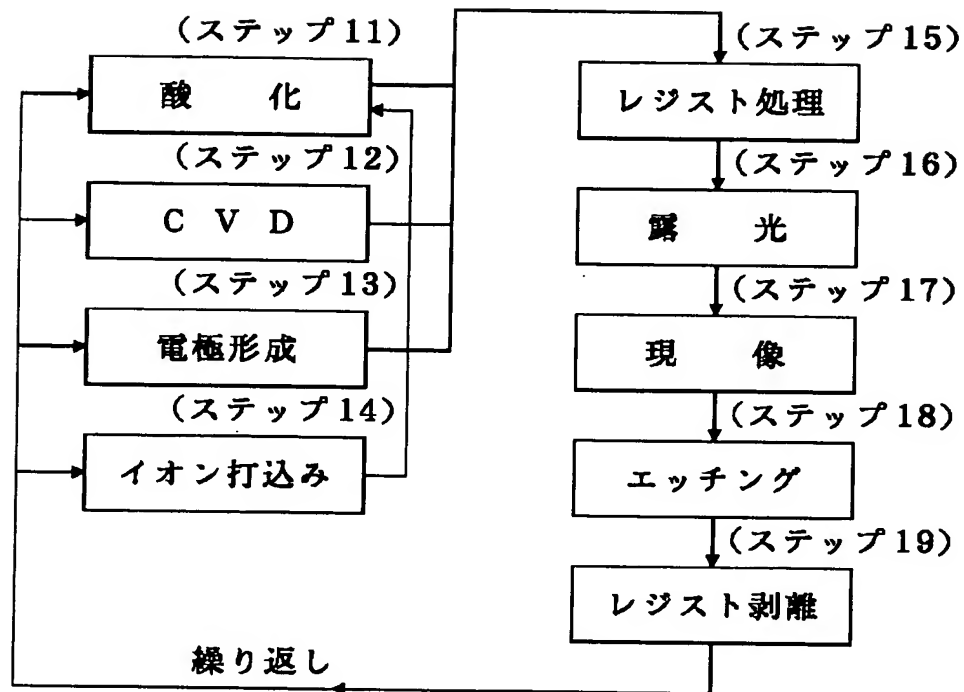 (ステップ11)
酸 化
(ステップ12)
C V D
(ステップ13)
電極形成
(ステップ14)
イオン打込み
(ステップ15)
レジスト処理
(ステップ16)
露 光
(ステップ17)
現 像
(ステップ18)
エッチング
(ステップ19)
レジスト剥離
繰り返し